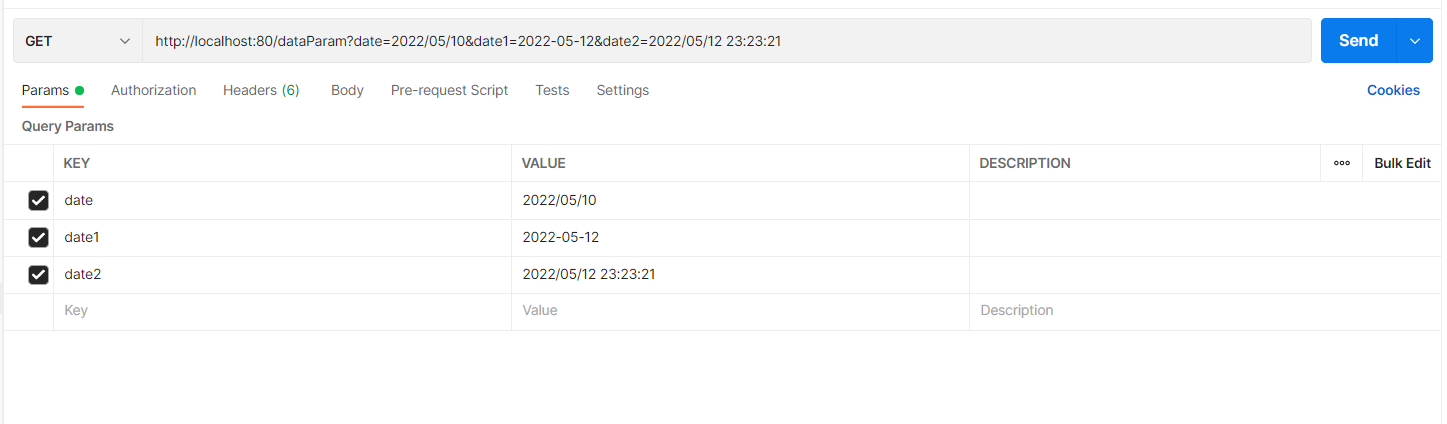 GET http://localhost:80/dataParam?date=2022/05/10&date1=2022-05-12&date2=2022/05/12 23:23:21 Send
Params Authorization Headers (6) Body Pre-request Script Tests Settings Cookies
Query Params
KEY VALUE DESCRIPTION ooo Bulk Edit
date 2022/05/10
date1 2022-05-12
date2 2022/05/12 23:23:21
Key Value Description